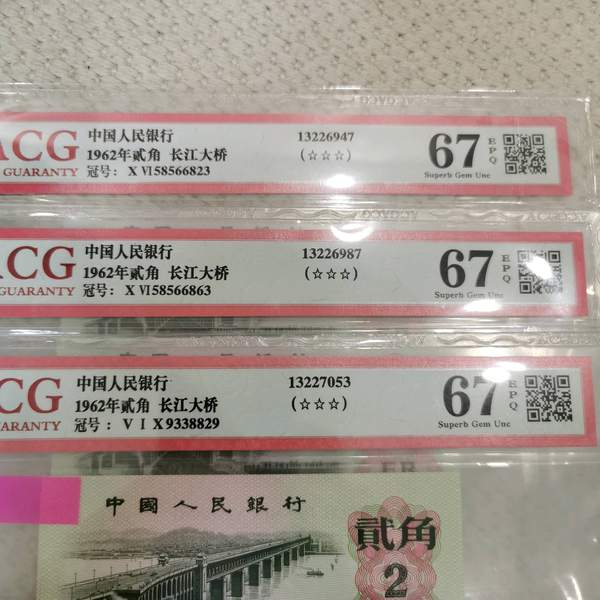 ACG
GUARANTY
中国人民银行
1962年贰角 长江大桥
冠号: X Ⅵ58566823
13226947
(☆☆☆)
67
EPQ
Superb Gem Unc
ACG
GUARANTY
中国人民银行
1962年贰角 长江大桥
冠号: X Ⅵ58566863
13226987
(☆☆☆)
67
EPQ
Superb Gem Unc
CG
GUARANTY
中国人民银行
1962年贰角 长江大桥
冠号: V I X9338829
13227053
(☆☆☆)
67
EPQ
Superb Gem Unc
中國人民銀行
貳角
2